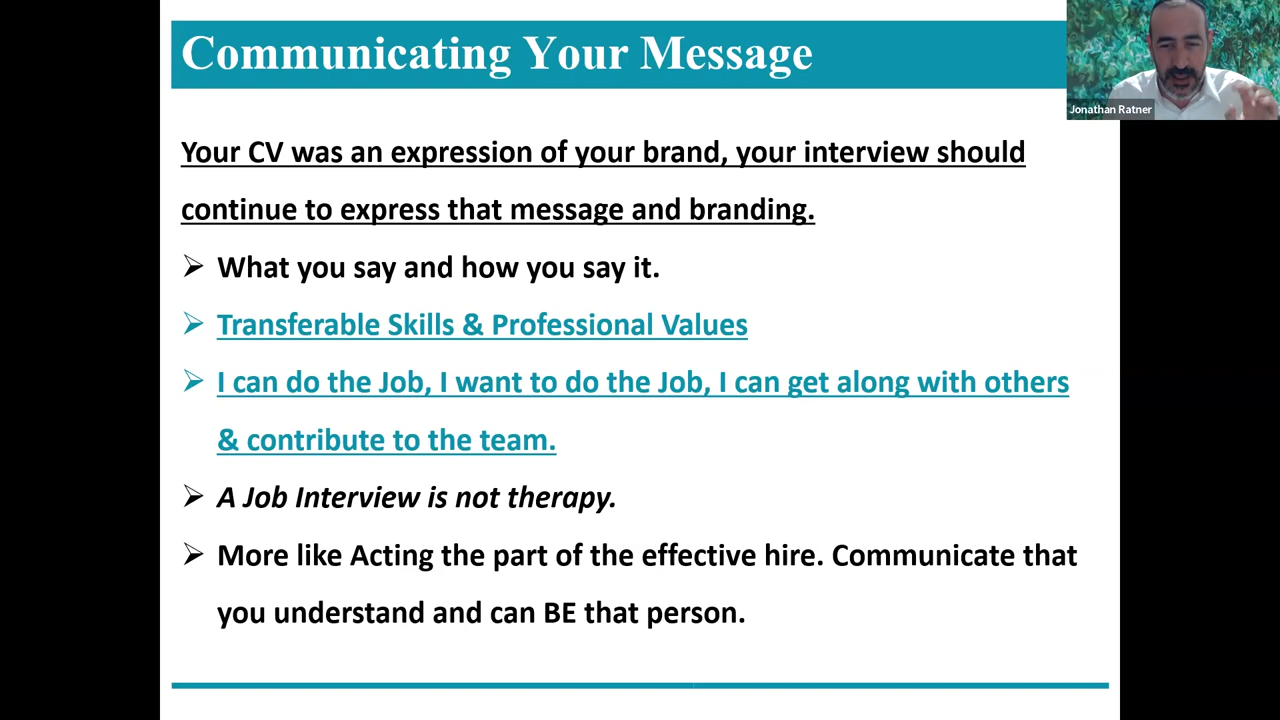 Communicating Your Message
Jonathan Ratner
Your CV was an expression of your brand, your interview should
continue to express that message and branding.
➢ What you say and how you say it.
➢ Transferable Skills & Professional Values
➢ I can do the Job, I want to do the Job, I can get along with others
& contribute to the team.
➢ A Job Interview is not therapy.
➢ More like Acting the part of the effective hire. Communicate that
you understand and can BE that person.